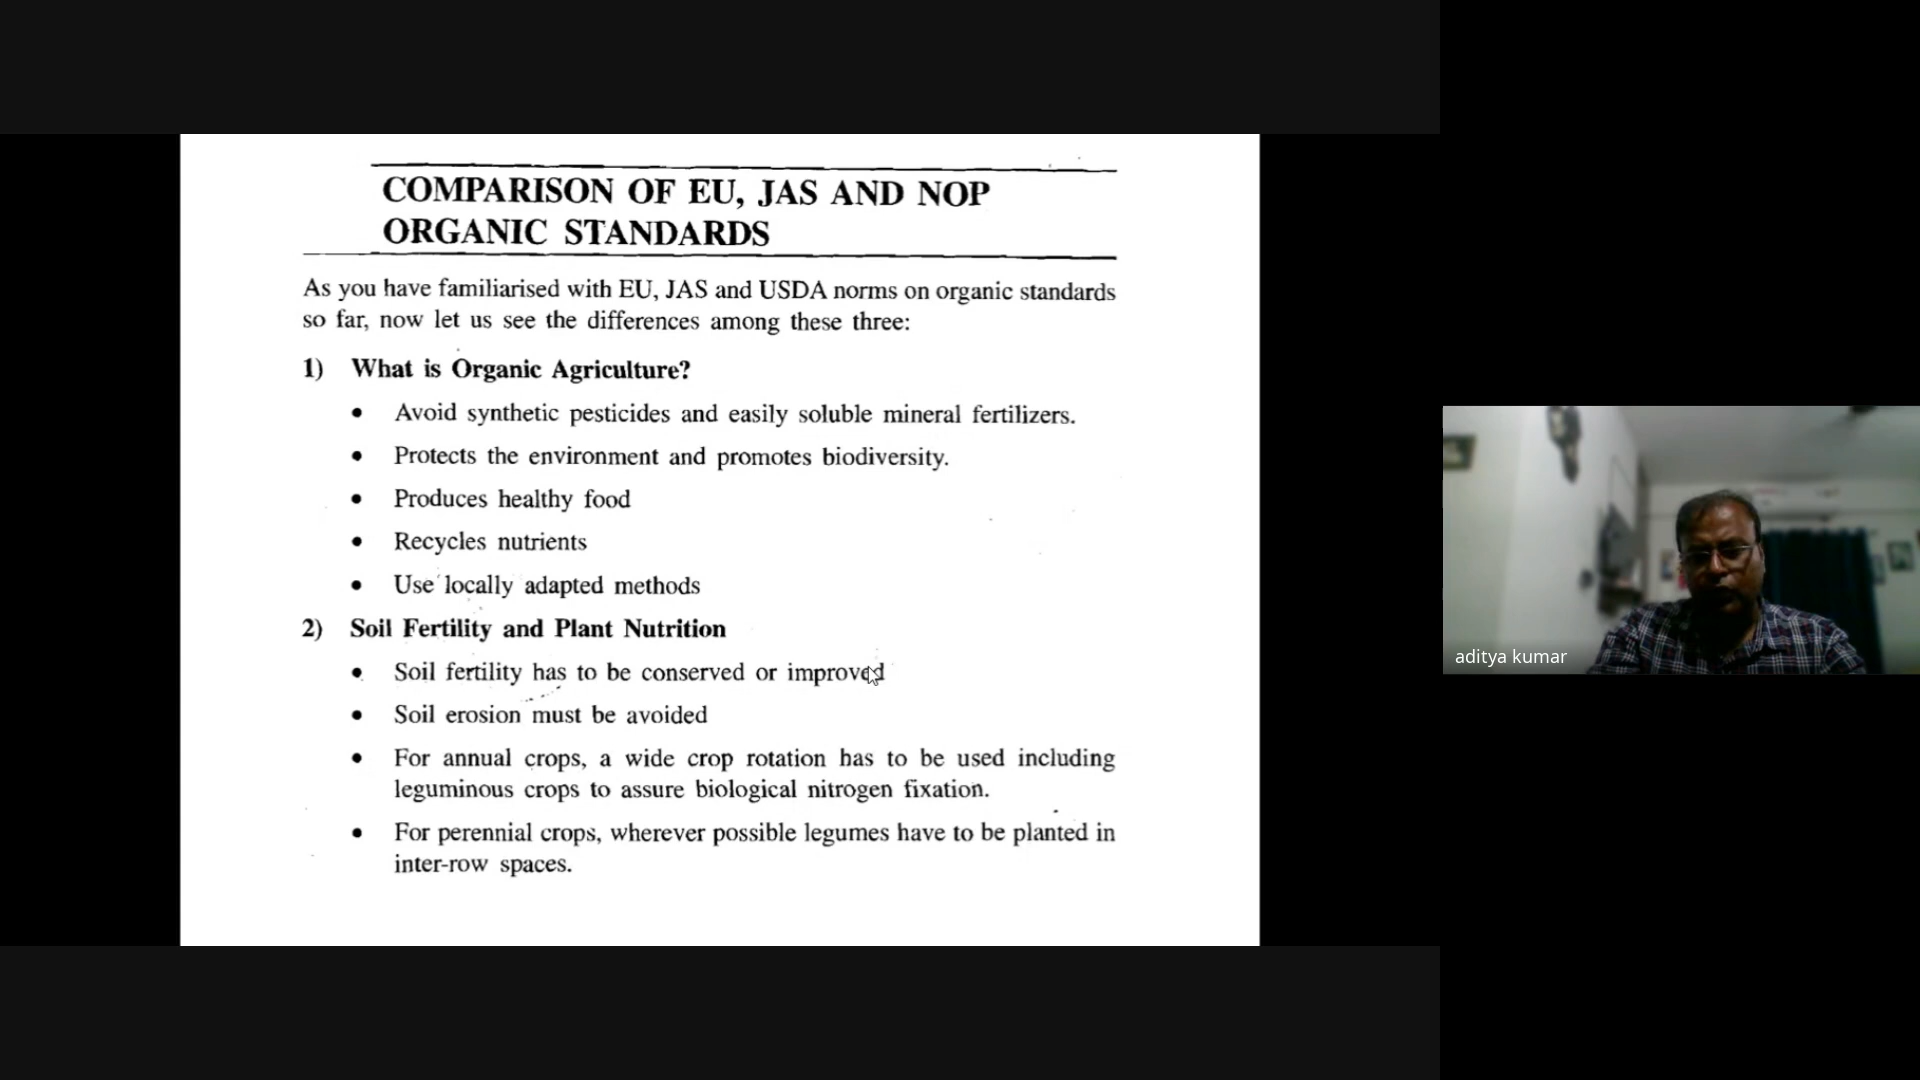 COMPARISON OF EU, JAS AND NOP
ORGANIC STANDARDS
As you have familiarised with EU, JAS and USDA norms on organic standards
so far, now let us see the differences among these three:
1) What is Organic Agriculture?
• Avoid synthetic pesticides and easily soluble mineral fertilizers.
• Protects the environment and promotes biodiversity.
• Produces healthy food
• Recycles nutrients
• Use locally adapted methods
2) Soil Fertility and Plant Nutrition
• Soil fertility has to be conserved or improved
• Soil erosion must be avoided
• For annual crops, a wide crop rotation has to be used including
leguminous crops to assure biological nitrogen fixation.
• For perennial crops, wherever possible legumes have to be planted in
inter-row spaces.
aditya kumar